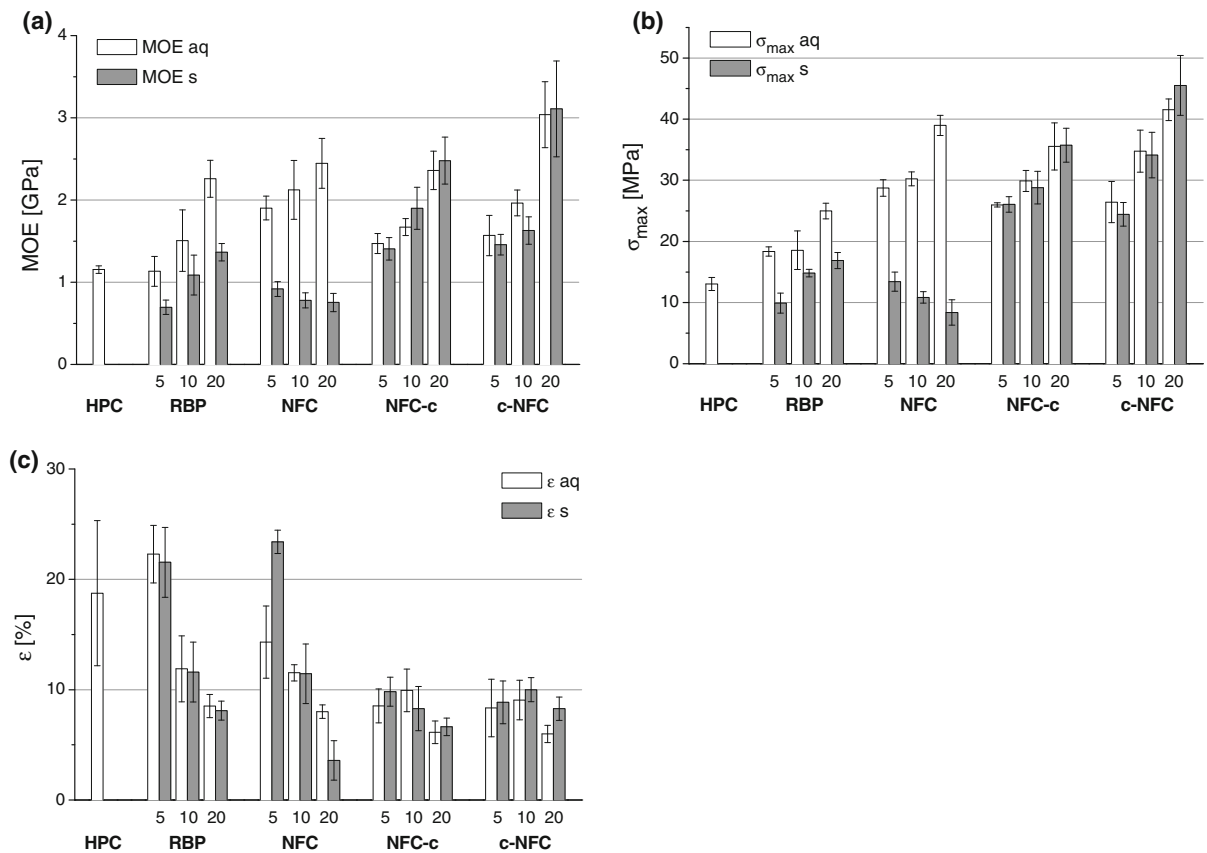 (a)
MOE aq
MOE s
MOE [GPa]
4
3
2
1
0
5 10 20 5 10 20 5 10 20 5 10 20
HPC RBP NFC NFC-c c-NFC
(b)
σmax aq
σmax s
σmax [MPa]
50
40
30
20
10
0
5 10 20 5 10 20 5 10 20 5 10 20
HPC RBP NFC NFC-c c-NFC
(c)
ε aq
ε s
ε [%]
30
20
10
0
5 10 20 5 10 20 5 10 20 5 10 20
HPC RBP NFC NFC-c c-NFC